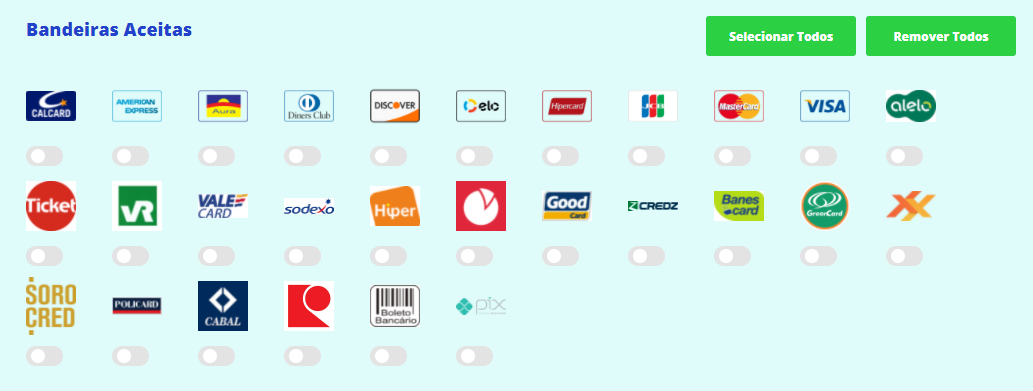 Bandeiras Aceitas
Selecionar Todos
Remover Todos
CALCARD
AMERICAN
EXPRESS
Aura
Diners Club
DISCOVER
elo
Hipercard
JCB
MasterCard
VISA
alelo
Ticket
VR
VALE
CARD
sodexo
Hiper
Good
Card
CREDZ
Banes
card
GreenCard
SORO
CRED
POLICARD
CABAL
Boleto
Bancário
pix